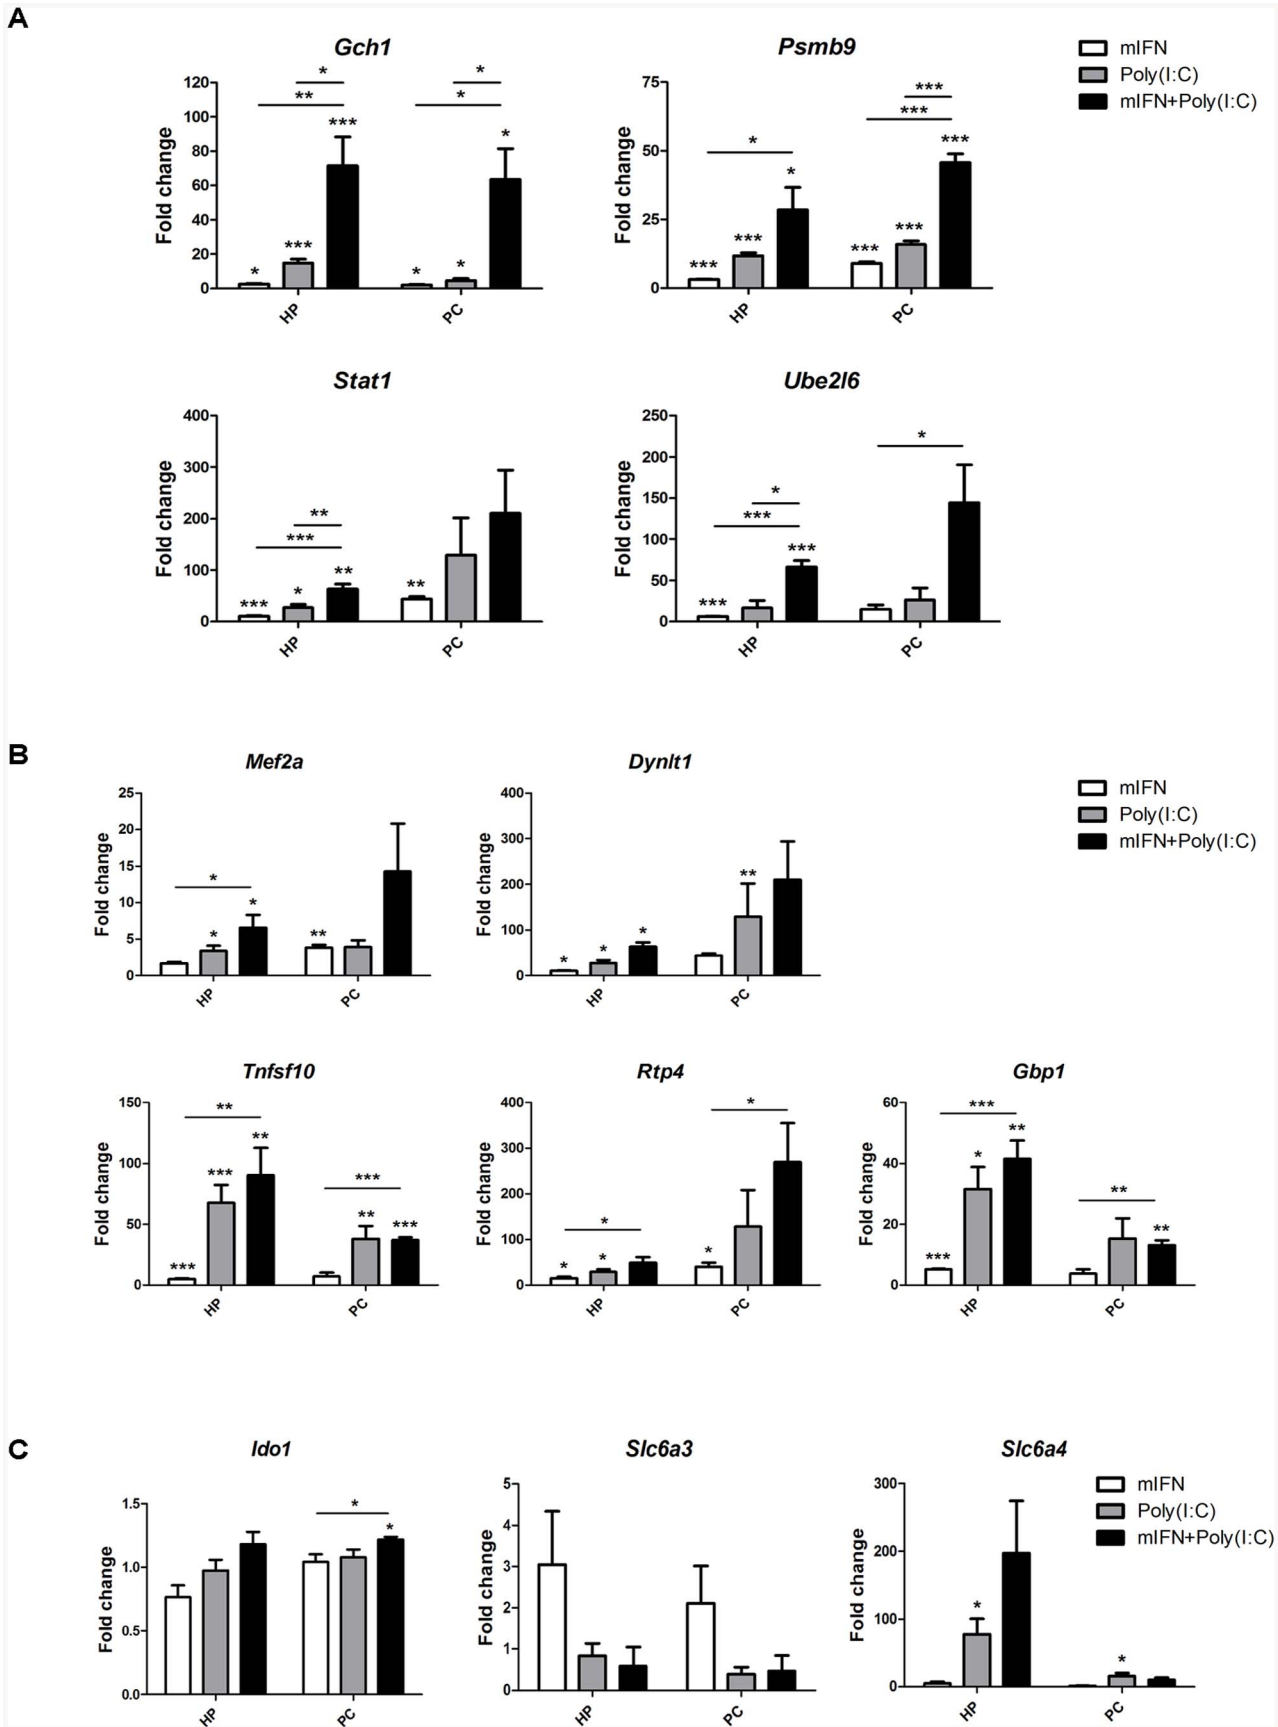 A
Gch1
Psmb9
mIFN
Poly(I:C)
mIFN+Poly(I:C)
Fold change
120
100
80
60
40
20
0
* *** *** ** *
* * * * *
HP PC
Fold change
75
50
25
0
*** *** * *
*** *** *** *** ***
HP PC
Stat1
Ube2l6
Fold change
400
300
200
100
0
*** * ** *** **
**
HP PC
Fold change
250
200
150
100
50
0
*** *** *** *
*
HP PC
B
Mef2a
Dynlt1
mIFN
Poly(I:C)
mIFN+Poly(I:C)
Fold change
25
20
15
10
5
0
* * *
**
HP PC
Fold change
400
300
200
100
0
* * *
**
HP PC
Tnfsf10
Rtp4
Gbp1
Fold change
150
100
50
0
*** *** ** **
** *** ***
HP PC
Fold change
400
300
200
100
0
* * *
* *
HP PC
Fold change
60
40
20
0
*** * ** ***
** **
HP PC
C
Ido1
Slc6a3
Slc6a4
mIFN
Poly(I:C)
mIFN+Poly(I:C)
Fold change
1.5
1.0
0.5
0.0
* *
HP PC
Fold change
5
4
3
2
1
0
HP PC
Fold change
300
200
100
0
* *
HP PC